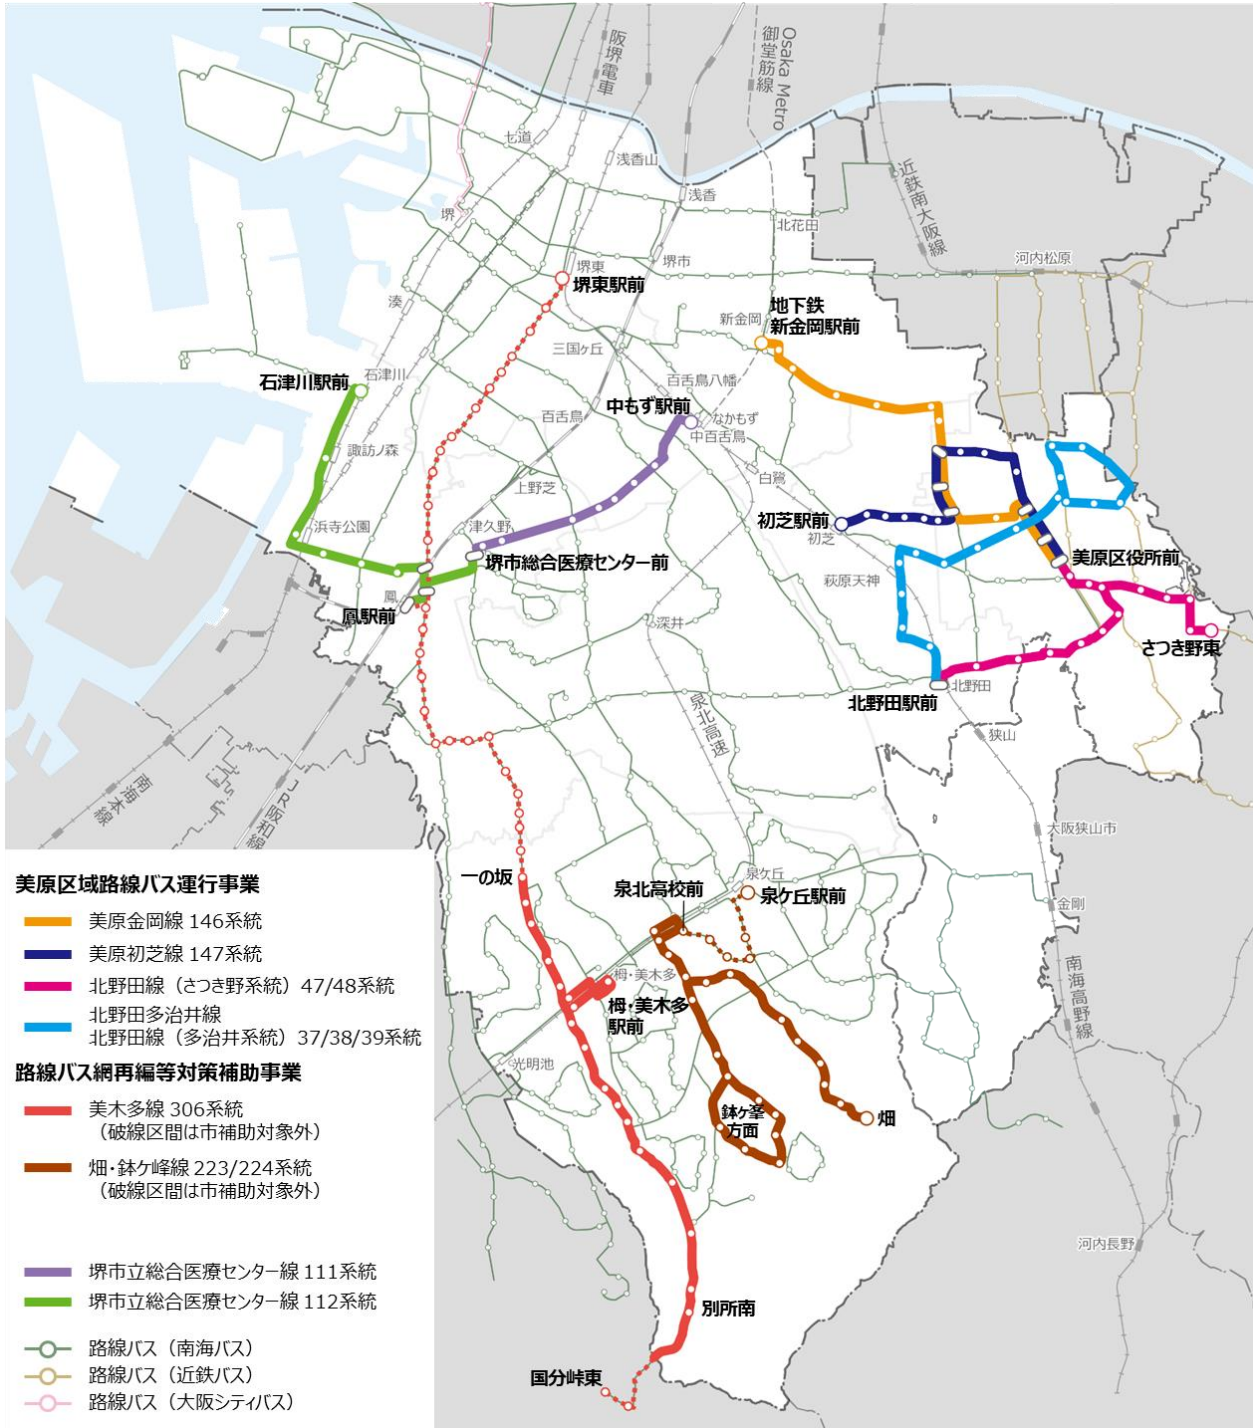 阪堺電車
Osaka Metro
御堂筋線
七道
浅香山
浅香
近鉄南大阪線
堺
北花田
堺東
堺市
河内松原
堺東駅前
湊
地下鉄
新金岡駅前
新金岡
三国ヶ丘
石津川駅前
石津川
百舌鳥八幡
百舌鳥
中もず駅前
なかもず
中百舌鳥
諏訪ノ森
上野芝
白鷺
浜寺公園
津久野
初芝駅前
初芝
堺市総合医療センター前
美原区役所前
萩原天神
鳳
鳳駅前
深井
さつき野東
北野田
北野田駅前
泉北高速
狭山
南海本線
JR阪和線
大阪狭山市
一の坂
泉ケ丘
泉北高校前
泉ケ丘駅前
金剛
栂・美木多
栂・美木多
駅前
南海高野線
光明池
鉢ヶ峯
方面
畑
河内長野
別所南
国分峠東
美原区域路線バス運行事業
美原金岡線 146系統
美原初芝線 147系統
北野田線（さつき野系統）47/48系統
北野田多治井線
北野田線（多治井系統）37/38/39系統
路線バス網再編等対策補助事業
美木多線 306系統
（破線区間は市補助対象外）
畑・鉢ケ峰線 223/224系統
（破線区間は市補助対象外）
堺市立総合医療センター線 111系統
堺市立総合医療センター線 112系統
路線バス（南海バス）
路線バス（近鉄バス）
路線バス（大阪シティバス）